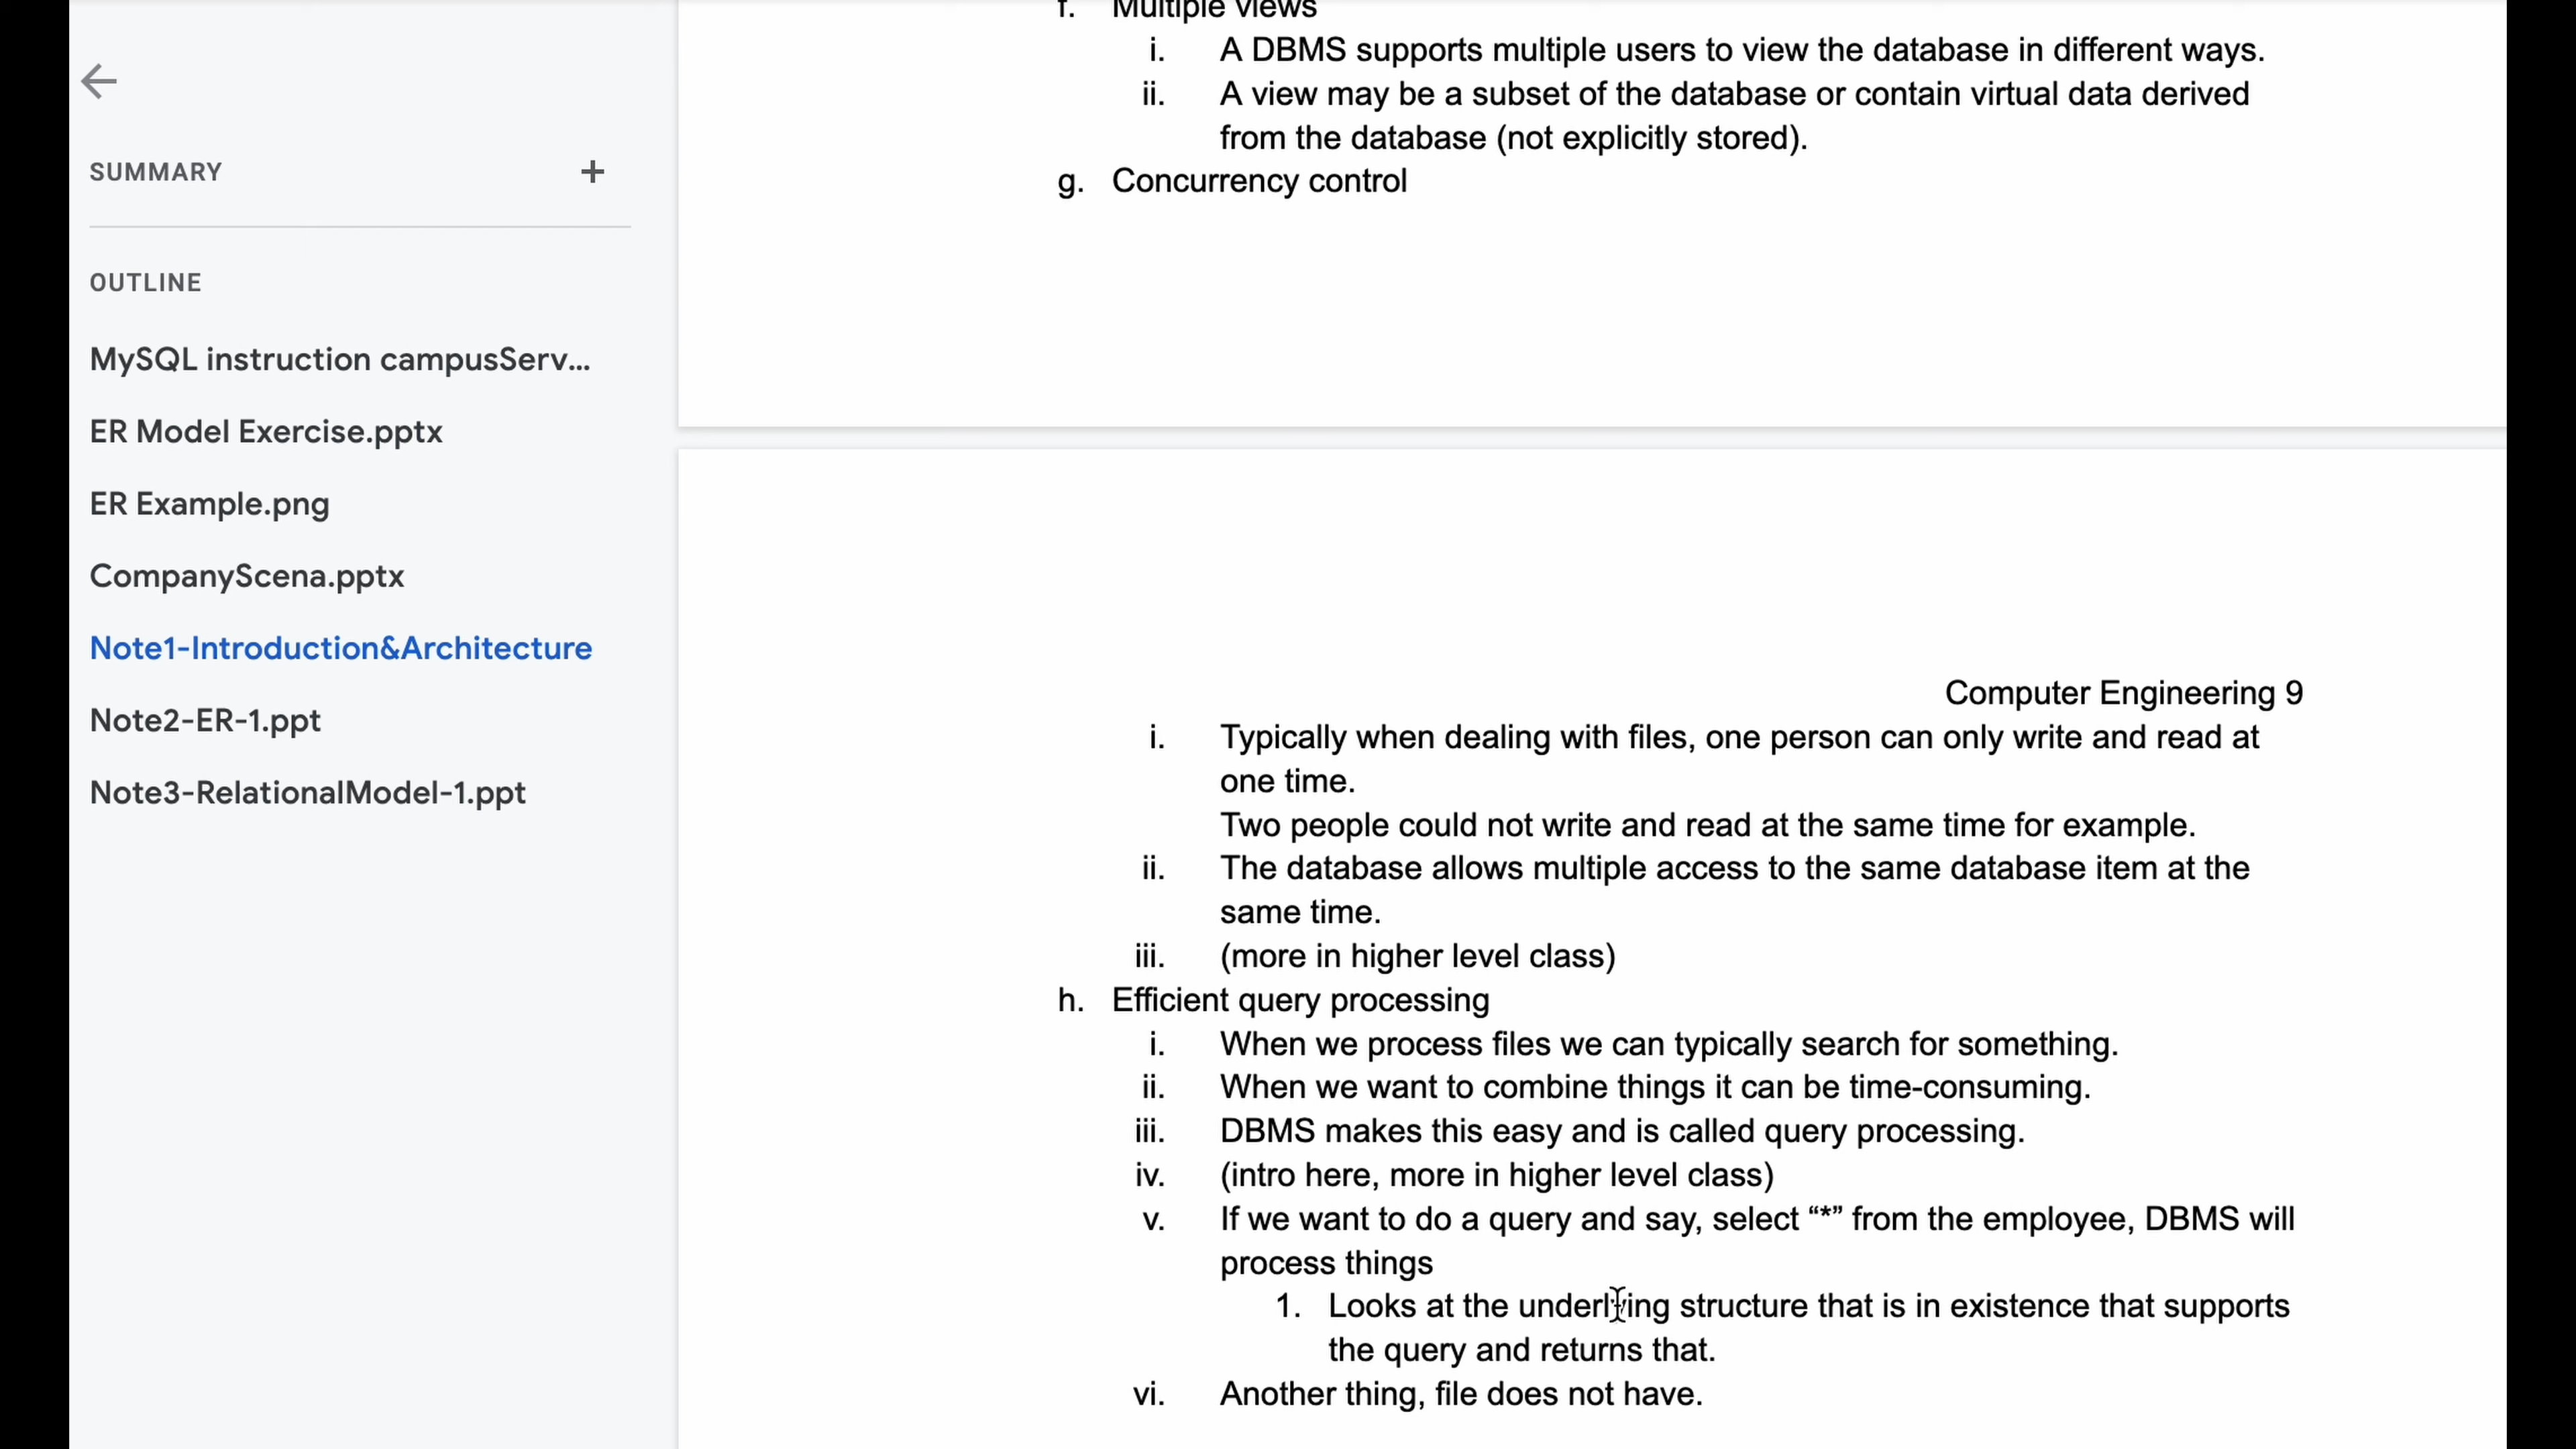 SUMMARY
OUTLINE
MySQL instruction campusServ...
ER Model Exercise.pptx
ER Example.png
CompanyScena.pptx
Note1-Introduction&Architecture
Note2-ER-1.ppt
Note3-RelationalModel-1.ppt
f. Multiple views
i. A DBMS supports multiple users to view the database in different ways.
ii. A view may be a subset of the database or contain virtual data derived
from the database (not explicitly stored).
g. Concurrency control
Computer Engineering 9
i. Typically when dealing with files, one person can only write and read at
one time.
Two people could not write and read at the same time for example.
ii. The database allows multiple access to the same database item at the
same time.
iii. (more in higher level class)
h. Efficient query processing
i. When we process files we can typically search for something.
ii. When we want to combine things it can be time-consuming.
iii. DBMS makes this easy and is called query processing.
iv. (intro here, more in higher level class)
v. If we want to do a query and say, select “*” from the employee, DBMS will
process things
1. Looks at the underlying structure that is in existence that supports
the query and returns that.
vi. Another thing, file does not have.